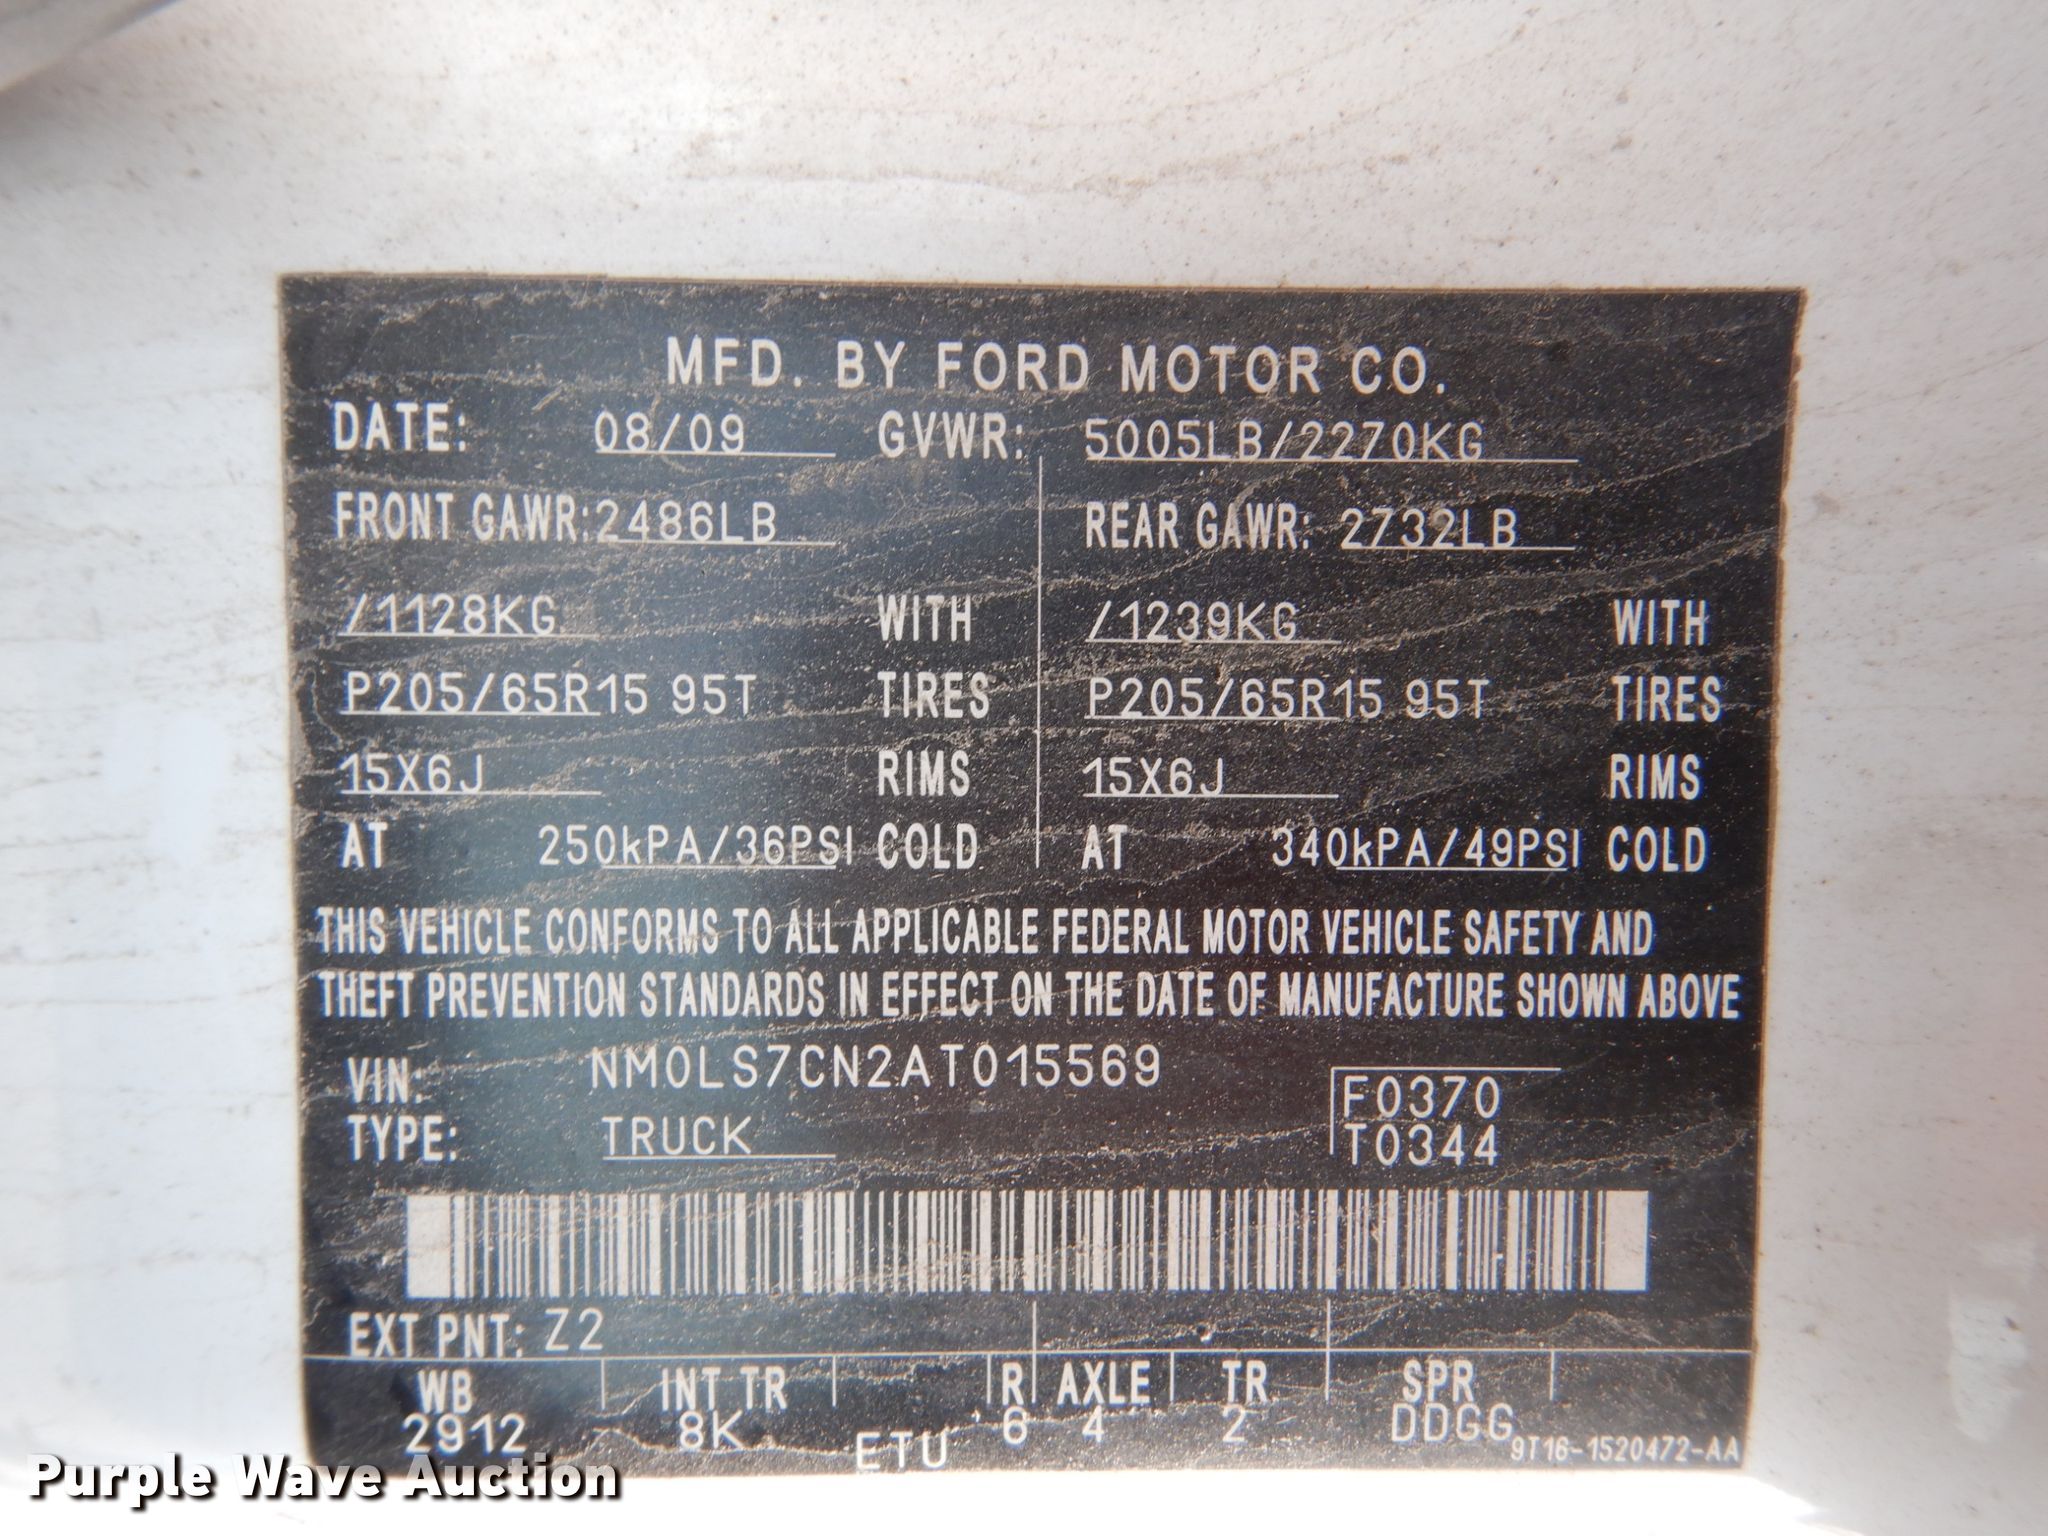 MFD. BY FORD MOTOR CO.
DATE: 08/09 GVWR: 5005LB/2270KG
FRONT GAWR: 2486LB REAR GAWR: 2732LB
/1128KG WITH /1239KG WITH
P205/65R15 95T TIRES P205/65R15 95T TIRES
15X6J RIMS 15X6J RIMS
AT 250kPA/36PSI COLD AT 340kPA/49PSI COLD
THIS VEHICLE CONFORMS TO ALL APPLICABLE FEDERAL MOTOR VEHICLE SAFETY AND
THEFT PREVENTION STANDARDS IN EFFECT ON THE DATE OF MANUFACTURE SHOWN ABOVE
VIN: NM0LS7CN2AT015569
F0370
TYPE: TRUCK
T0344
EXT PNT: Z2
WB INT TR R AXLE TR SPR
2912 8K ETU 6 4 2 DDGG
9T16-1520472-AA
Purple Wave Auction